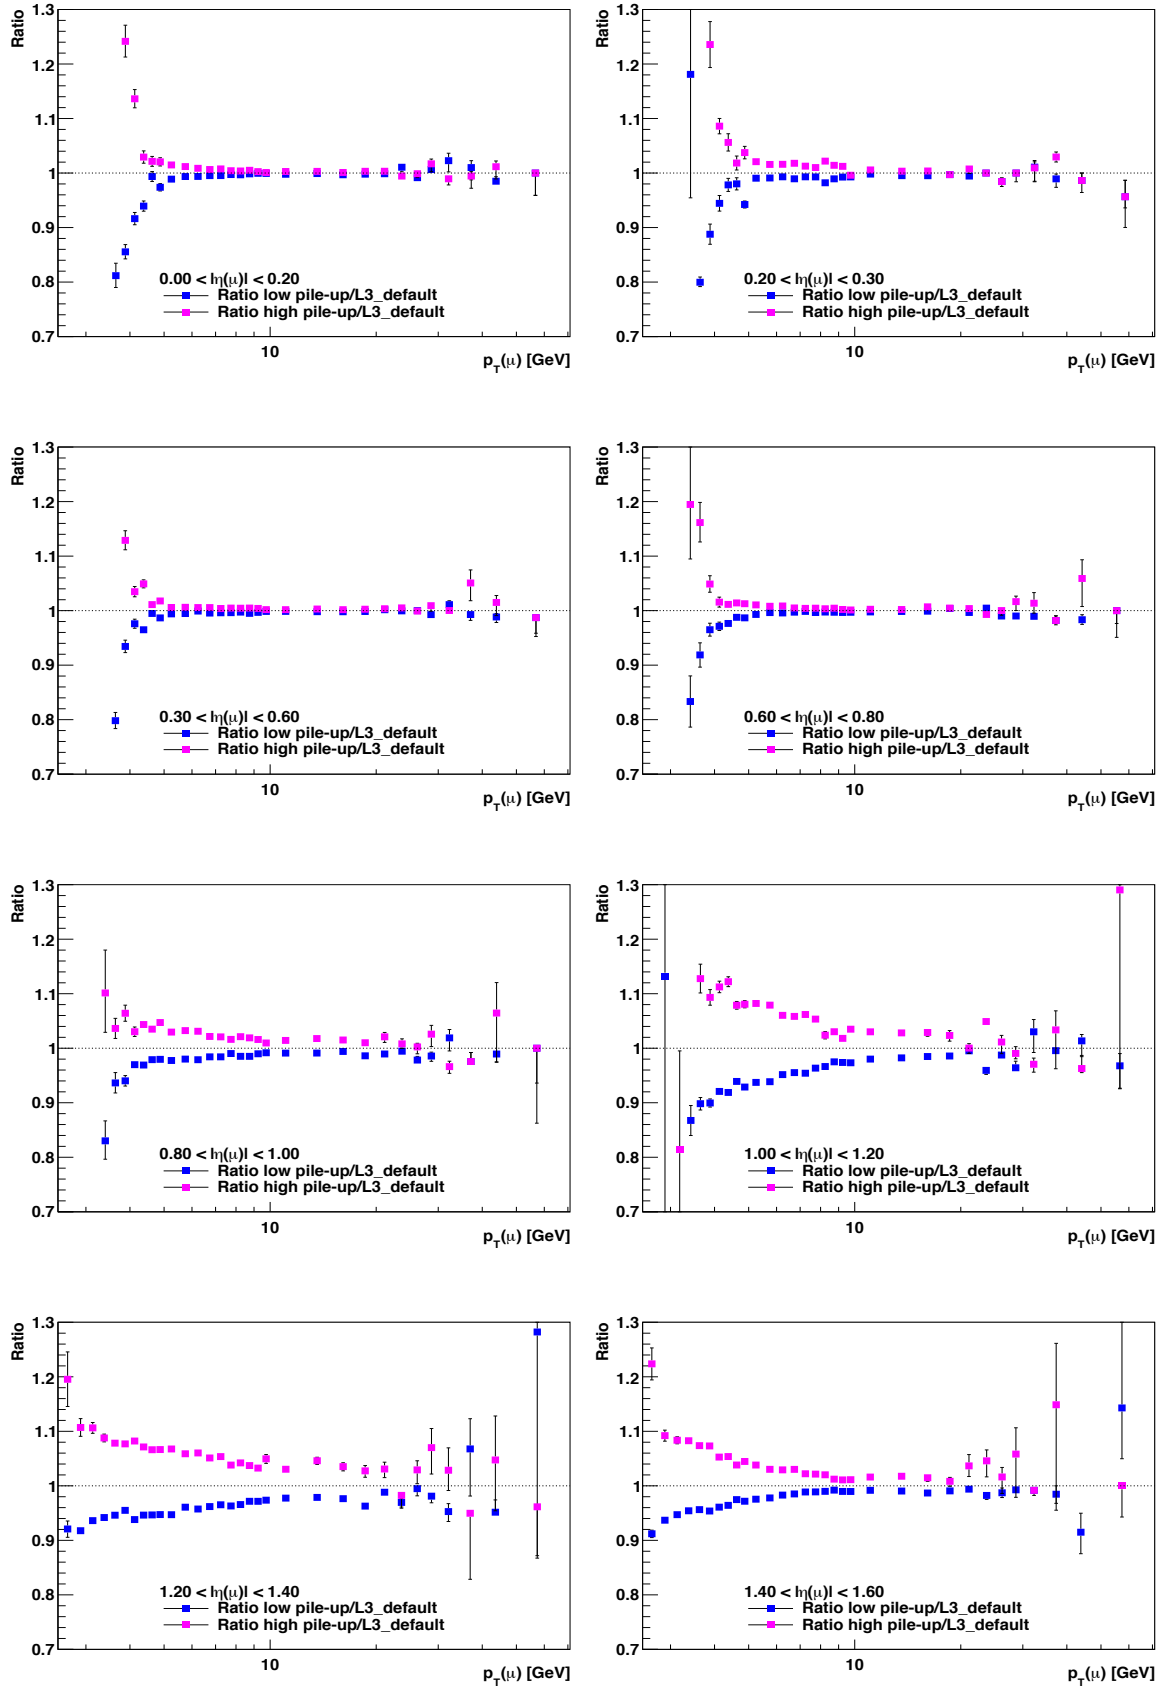 Ratio
1.3
1.2
1.1
1
0.9
0.8
0.7
0.00 < |η(μ)| < 0.20
Ratio low pile-up/L3_default
Ratio high pile-up/L3_default
10
p_T(μ) [GeV]
Ratio
1.3
1.2
1.1
1
0.9
0.8
0.7
0.20 < |η(μ)| < 0.30
Ratio low pile-up/L3_default
Ratio high pile-up/L3_default
10
p_T(μ) [GeV]
Ratio
1.3
1.2
1.1
1
0.9
0.8
0.7
0.30 < |η(μ)| < 0.60
Ratio low pile-up/L3_default
Ratio high pile-up/L3_default
10
p_T(μ) [GeV]
Ratio
1.3
1.2
1.1
1
0.9
0.8
0.7
0.60 < |η(μ)| < 0.80
Ratio low pile-up/L3_default
Ratio high pile-up/L3_default
10
p_T(μ) [GeV]
Ratio
1.3
1.2
1.1
1
0.9
0.8
0.7
0.80 < |η(μ)| < 1.00
Ratio low pile-up/L3_default
Ratio high pile-up/L3_default
10
p_T(μ) [GeV]
Ratio
1.3
1.2
1.1
1
0.9
0.8
0.7
1.00 < |η(μ)| < 1.20
Ratio low pile-up/L3_default
Ratio high pile-up/L3_default
10
p_T(μ) [GeV]
Ratio
1.3
1.2
1.1
1
0.9
0.8
0.7
1.20 < |η(μ)| < 1.40
Ratio low pile-up/L3_default
Ratio high pile-up/L3_default
10
p_T(μ) [GeV]
Ratio
1.3
1.2
1.1
1
0.9
0.8
0.7
1.40 < |η(μ)| < 1.60
Ratio low pile-up/L3_default
Ratio high pile-up/L3_default
10
p_T(μ) [GeV]